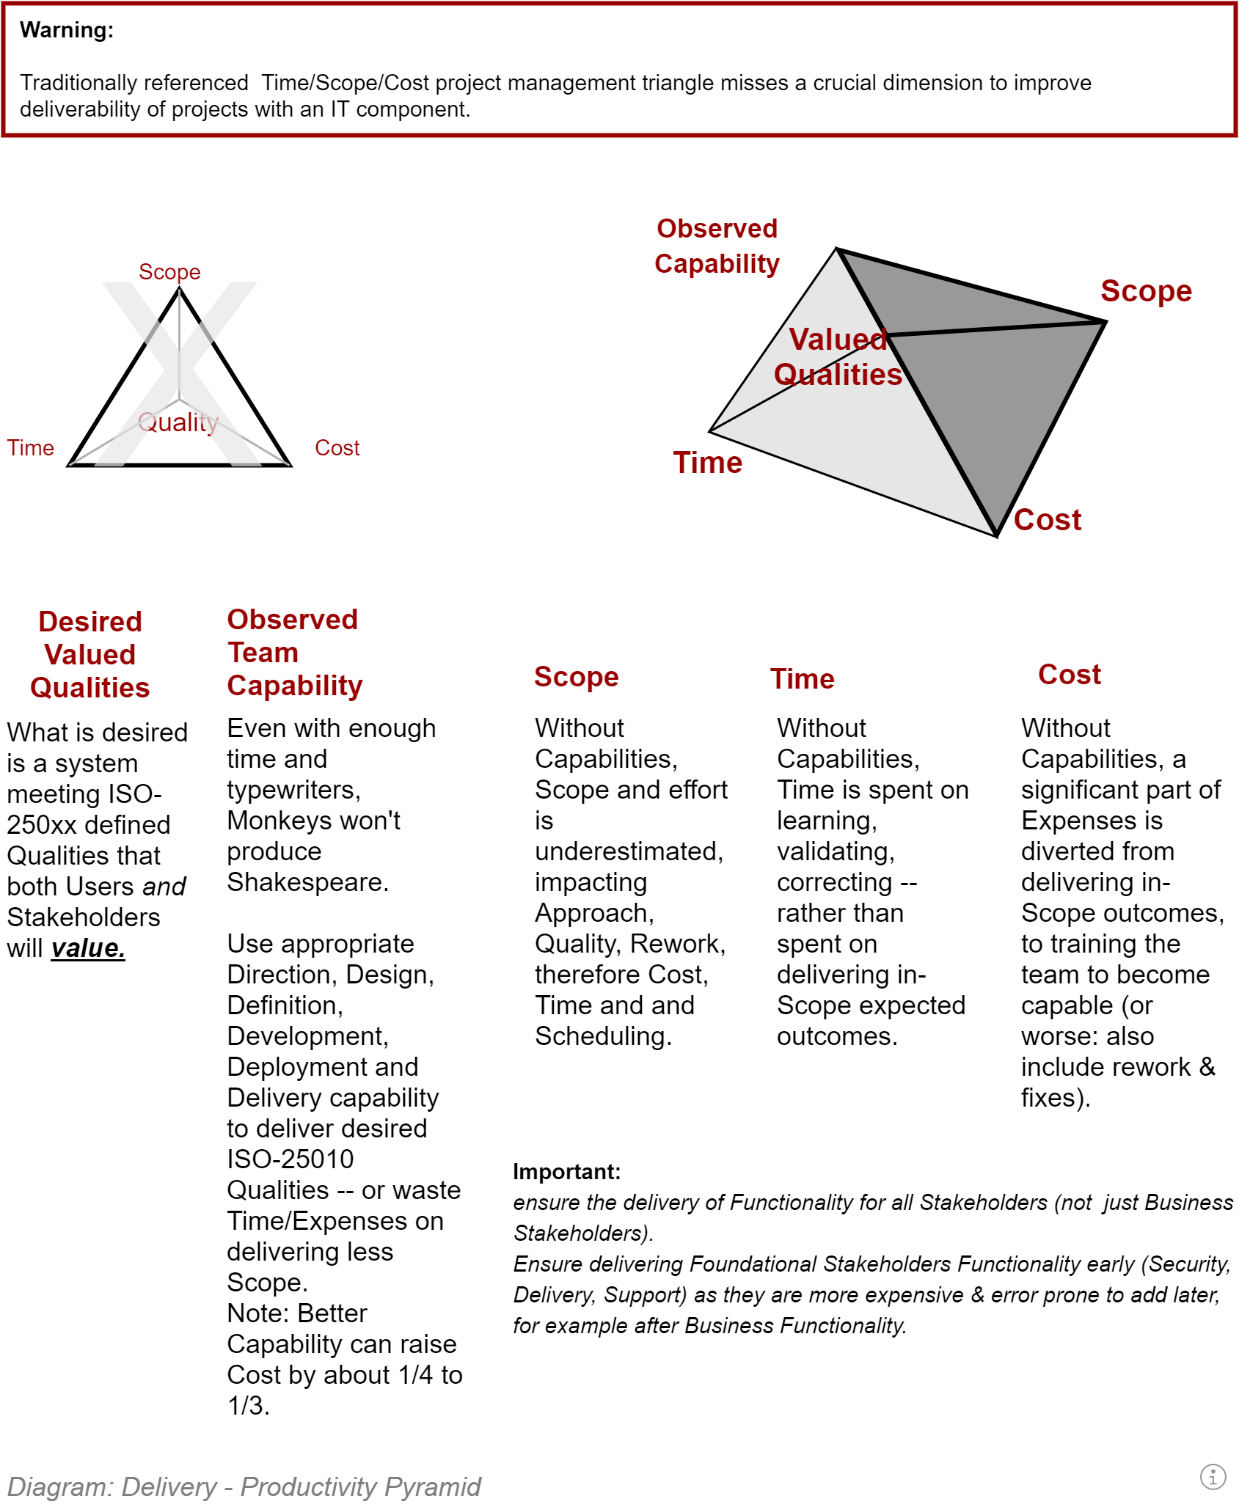 Warning:
Traditionally referenced  Time/Scope/Cost project management triangle misses a crucial dimension to improve
deliverability of projects with an IT component.
Scope
Quality
Time
Cost
Observed
Capability
Scope
Valued
Qualities
Time
Cost
Desired
Valued
Qualities
What is desired
is a system
meeting ISO-
250xx defined
Qualities that
both Users and
Stakeholders
will value.
Observed
Team
Capability
Even with enough
time and
typewriters,
Monkeys won't
produce
Shakespeare.
Use appropriate
Direction, Design,
Definition,
Development,
Deployment and
Delivery capability
to deliver desired
ISO-25010
Qualities -- or waste
Time/Expenses on
delivering less
Scope.
Note: Better
Capability can raise
Cost by about 1/4 to
1/3.
Scope
Without
Capabilities,
Scope and effort
is
underestimated,
impacting
Approach,
Quality, Rework,
therefore Cost,
Time and and
Scheduling.
Time
Without
Capabilities,
Time is spent on
learning,
validating,
correcting --
rather than
spent on
delivering in-
Scope expected
outcomes.
Cost
Without
Capabilities, a
significant part of
Expenses is
diverted from
delivering in-
Scope outcomes,
to training the
team to become
capable (or
worse: also
include rework &
fixes).
Important:
ensure the delivery of Functionality for all Stakeholders (not  just Business
Stakeholders).
Ensure delivering Foundational Stakeholders Functionality early (Security,
Delivery, Support) as they are more expensive & error prone to add later,
for example after Business Functionality.
Diagram: Delivery - Productivity Pyramid